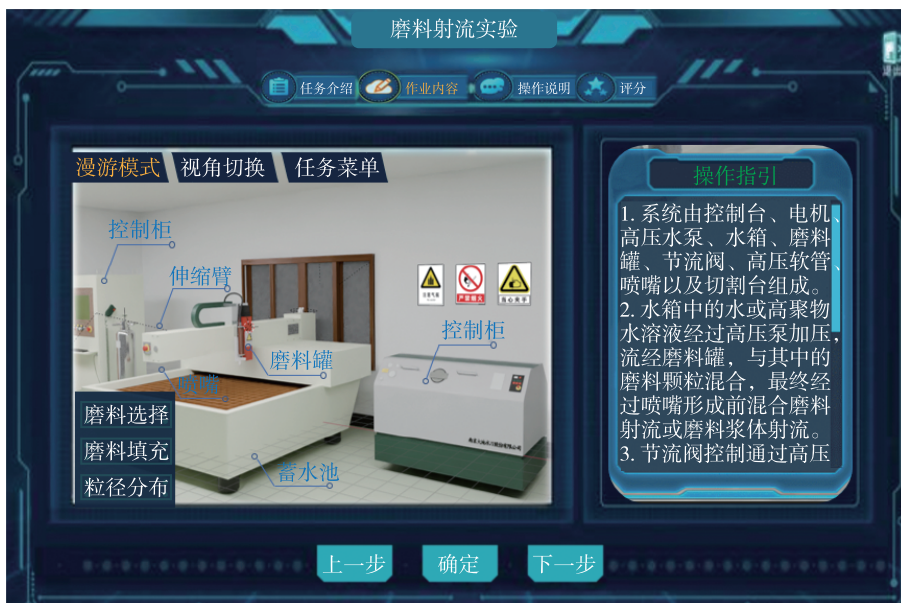 磨料射流实验
任务介绍
作业内容
操作说明
评分
漫游模式
视角切换
任务菜单
控制柜
伸缩臂
磨料罐
控制柜
喷嘴
蓄水池
磨料选择
磨料填充
粒径分布
操作指引
1. 系统由控制台、电机、
高压水泵、水箱、磨料
罐、节流阀、高压软管、
喷嘴以及切割台组成。
2. 水箱中的水或高聚物
水溶液经过高压泵加压，
流经磨料罐，与其中的
磨料颗粒混合，最终经
过喷嘴形成前混合磨料
射流或磨料浆体射流。
3. 节流阀控制通过高压
上一步
确定
下一步